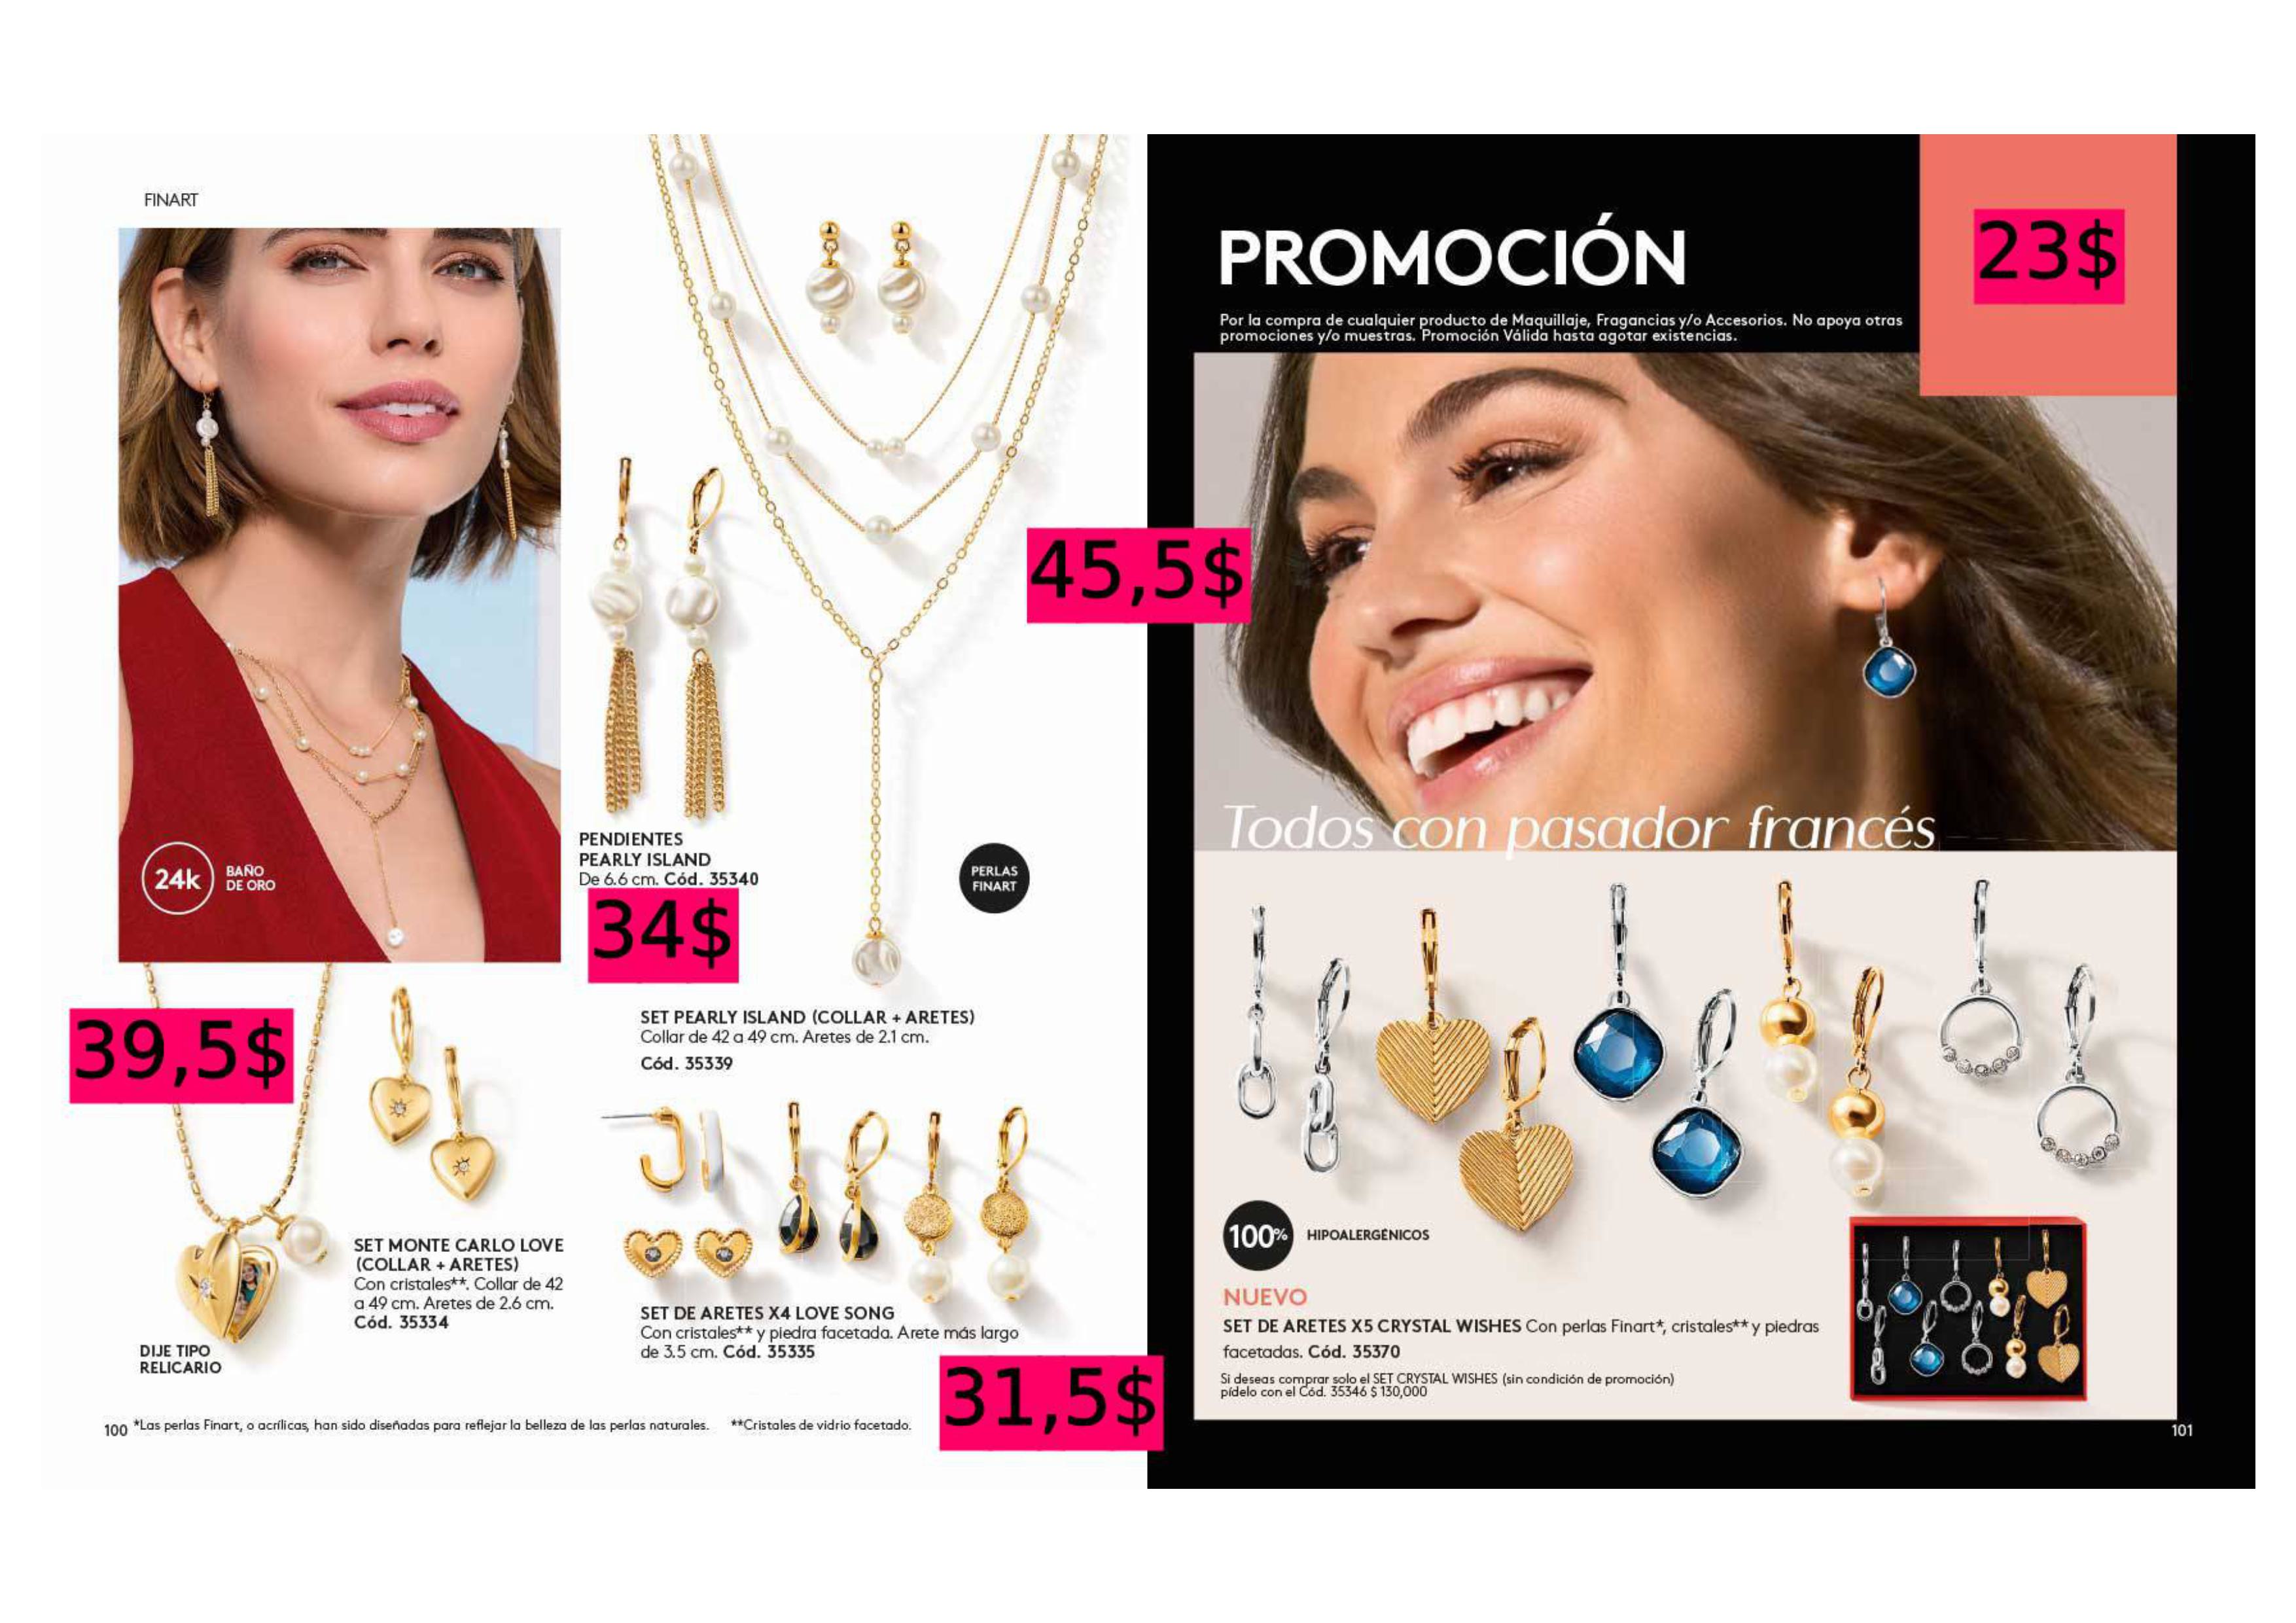 FINART
24k
BAÑO
DE ORO
PENDIENTES
PEARLY ISLAND
De 6.6 cm. Cód. 35340
34$
45,5$
PERLAS
FINART
SET PEARLY ISLAND (COLLAR + ARETES)
Collar de 42 a 49 cm. Aretes de 2.1 cm.
Cód. 35339
39,5$
SET MONTE CARLO LOVE
(COLLAR + ARETES)
Con cristales**. Collar de 42
a 49 cm. Aretes de 2.6 cm.
Cód. 35334
DIJE TIPO
RELICARIO
SET DE ARETES X4 LOVE SONG
Con cristales** y piedra facetada. Arete más largo
de 3.5 cm. Cód. 35335
31,5$
100 *Las perlas Finart, o acrílicas, han sido diseñadas para reflejar la belleza de las perlas naturales. **Cristales de vidrio facetado.
PROMOCIÓN
23$
Por la compra de cualquier producto de Maquillaje, Fragancias y/o Accesorios. No apoya otras
promociones y/o muestras. Promoción Válida hasta agotar existencias.
Todos con pasador francés
100% HIPOALERGÉNICOS
NUEVO
SET DE ARETES X5 CRYSTAL WISHES Con perlas Finart*, cristales** y piedras
facetadas. Cód. 35370
Si deseas comprar solo el SET CRYSTAL WISHES (sin condición de promoción)
pídelo con el Cód. 35346 $ 130,000
101